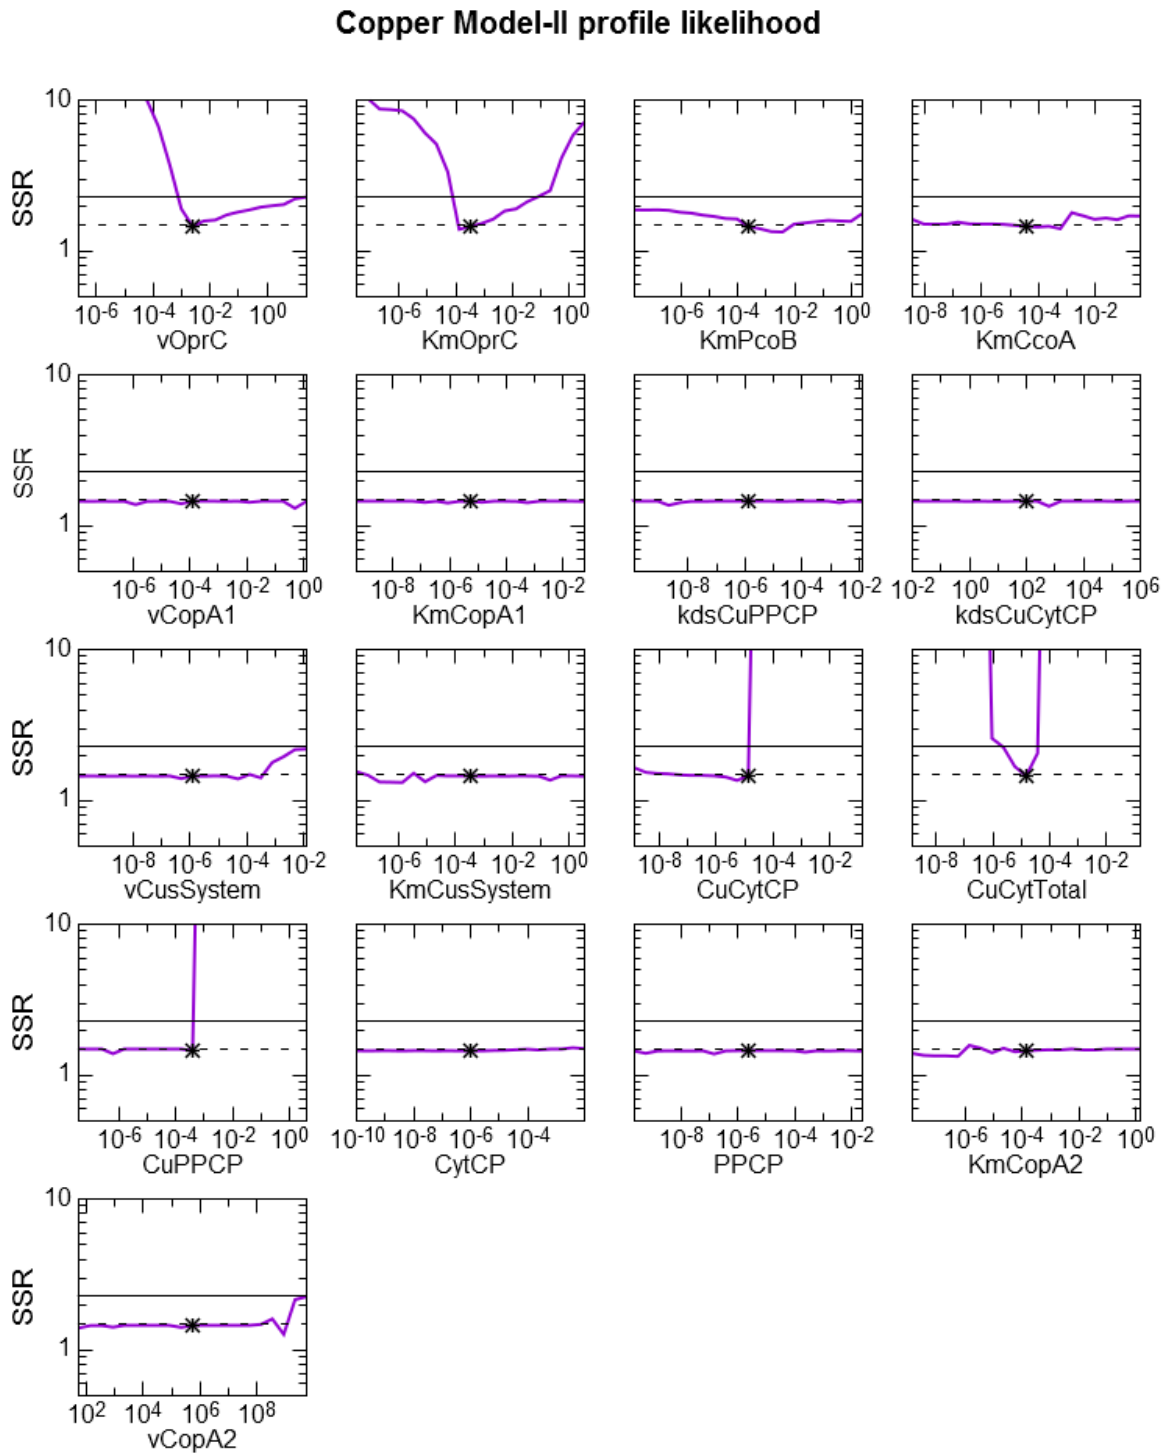 Copper Model-II profile likelihood
10
SSR
1
10⁻⁶ 10⁻⁴ 10⁻² 10⁰ 10⁻⁶ 10⁻⁴ 10⁻² 10⁰ 10⁻⁶ 10⁻⁴ 10⁻² 10⁰ 10⁻⁸ 10⁻⁶ 10⁻⁴ 10⁻²
vOprC KmOprC KmPcoB KmCcoA
10
SSR
1
10⁻⁶ 10⁻⁴ 10⁻² 10⁰ 10⁻⁸ 10⁻⁶ 10⁻⁴ 10⁻² 10⁻⁸ 10⁻⁶ 10⁻⁴ 10⁻² 10⁻² 10⁰ 10² 10⁴ 10⁶
vCopA1 KmCopA1 kdsCuPPCP kdsCuCytCP
10
SSR
1
10⁻⁸ 10⁻⁶ 10⁻⁴ 10⁻² 10⁻⁶ 10⁻⁴ 10⁻² 10⁰ 10⁻⁸ 10⁻⁶ 10⁻⁴ 10⁻² 10⁻⁸ 10⁻⁶ 10⁻⁴ 10⁻²
vCusSystem KmCusSystem CuCytCP CuCytTotal
10
SSR
1
10⁻⁶ 10⁻⁴ 10⁻² 10⁰ 10⁻¹⁰ 10⁻⁸ 10⁻⁶ 10⁻⁴ 10⁻⁸ 10⁻⁶ 10⁻⁴ 10⁻² 10⁻⁶ 10⁻⁴ 10⁻² 10⁰
CuPPCP CytCP PPCP KmCopA2
10
SSR
1
10² 10⁴ 10⁶ 10⁸
vCopA2